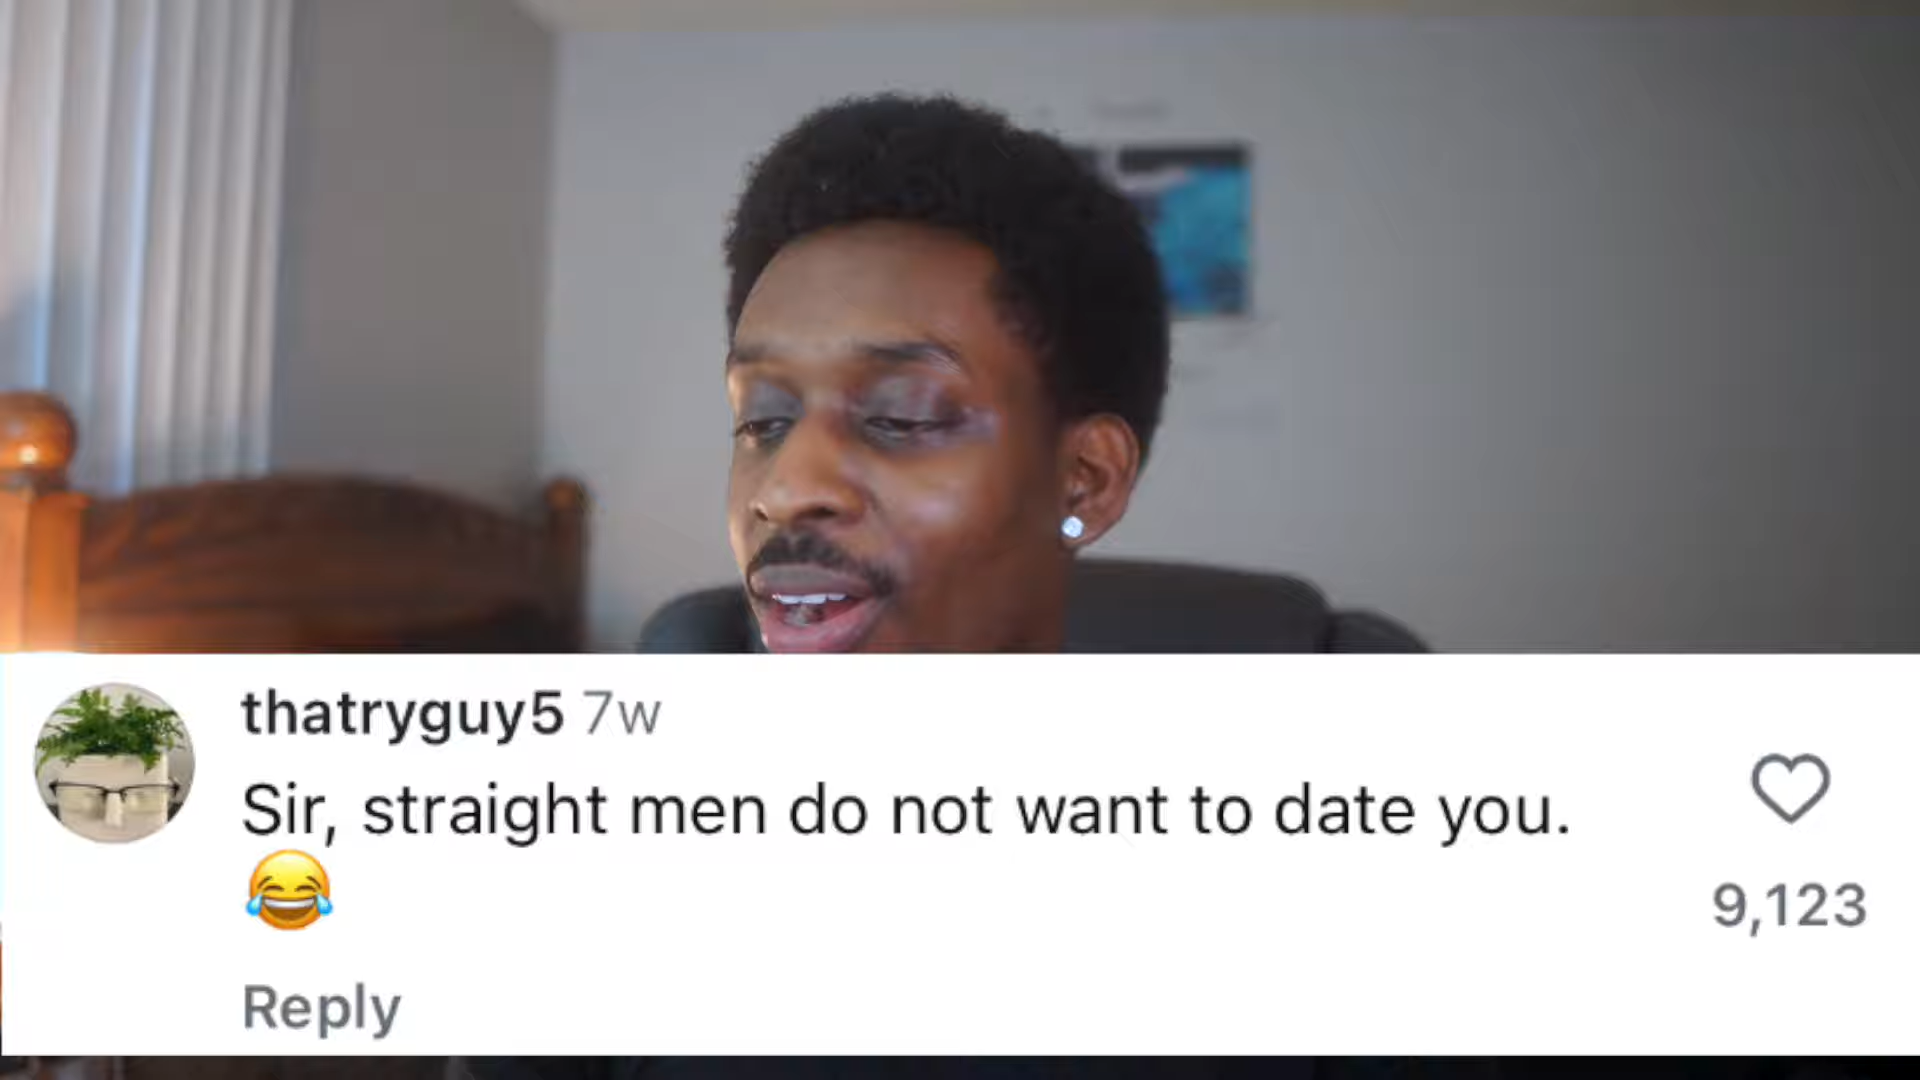 thatryguy5 7w
Sir, straight men do not want to date you.
😂
9,123
Reply